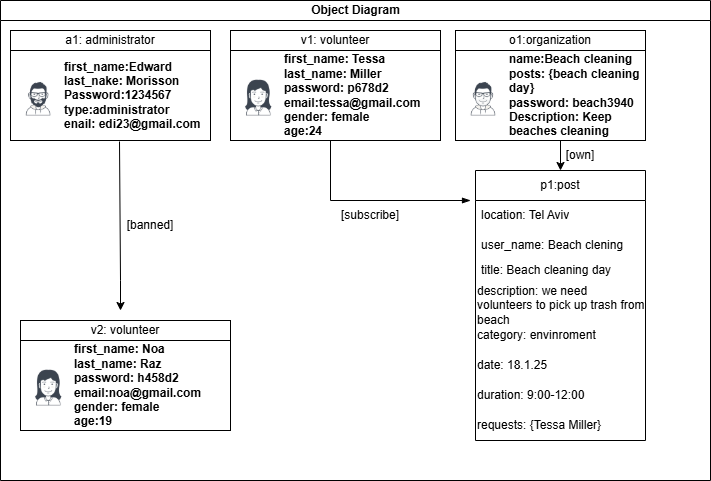 Object Diagram
a1: administrator
first_name:Edward
last_nake: Morisson
Password:1234567
type:administrator
enail: edi23@gmail.com
v1: volunteer
first_name: Tessa
last_name: Miller
password: p678d2
email:tessa@gmail.com
gender: female
age:24
o1:organization
name:Beach cleaning
posts: {beach cleaning
day}
password: beach3940
Description: Keep
beaches cleaning
[own]
[subscribe]
[banned]
p1:post
location: Tel Aviv
user_name: Beach clening
title: Beach cleaning day
description: we need
volunteers to pick up trash from
beach
category: envinroment
date: 18.1.25
duration: 9:00-12:00
requests: {Tessa Miller}
v2: volunteer
first_name: Noa
last_name: Raz
password: h458d2
email:noa@gmail.com
gender: female
age:19